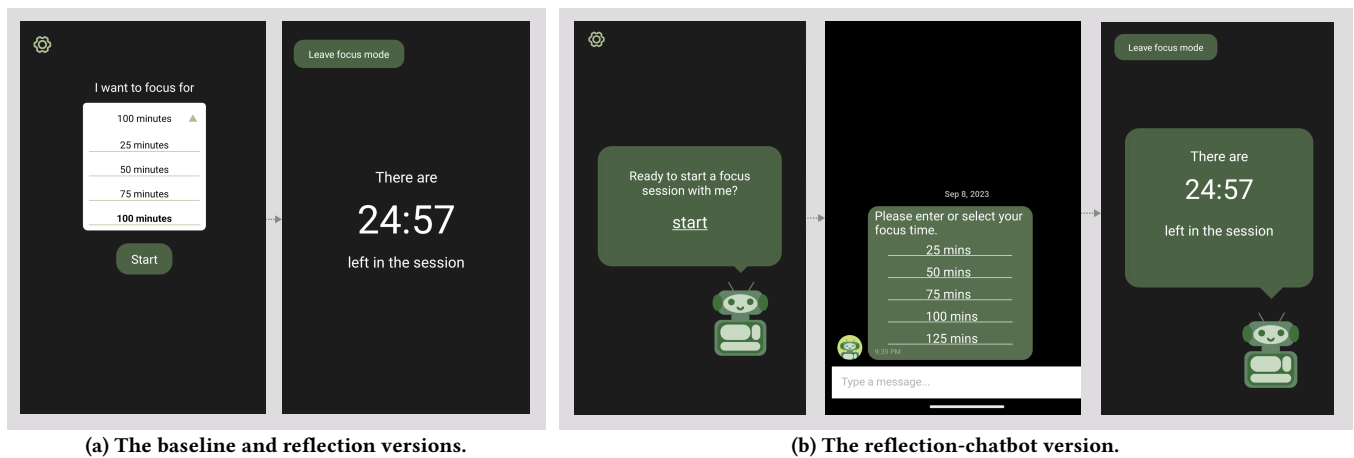 I want to focus for
100 minutes
25 minutes
50 minutes
75 minutes
100 minutes
Start
Leave focus mode
There are
24:57
left in the session
Ready to start a focus
session with me?
start
Sep 8, 2023
Please enter or select your
focus time.
25 mins
50 mins
75 mins
100 mins
125 mins
9:39 PM
Type a message...
Leave focus mode
There are
24:57
left in the session
(a) The baseline and reflection versions.
(b) The reflection-chatbot version.